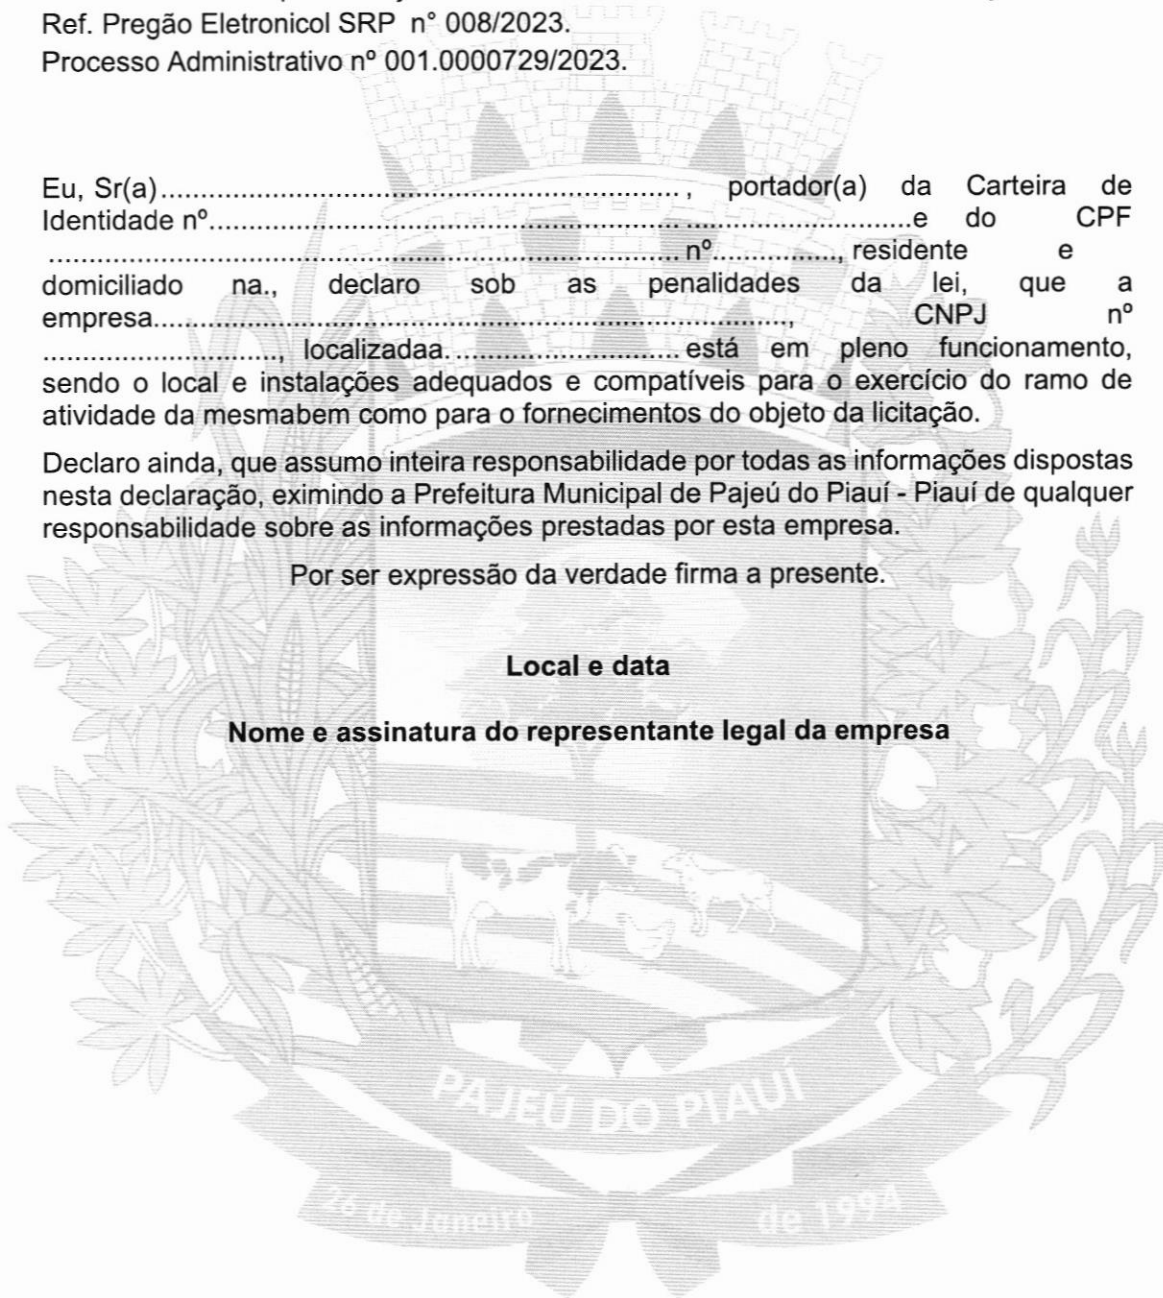 Ref. Pregão Eletronicol SRP n° 008/2023.
Processo Administrativo nº 001.0000729/2023.
Eu, Sr(a)................................................................. , portador(a) da Carteira de
Identidade nº........................................................................................e do CPF
............................................................................... nº................, residente e
domiciliado na., declaro sob as penalidades da lei, que a
empresa..............................................................................., CNPJ nº
............................., localizadaa............................. está em pleno funcionamento,
sendo o local e instalações adequados e compatíveis para o exercício do ramo de
atividade da mesmabem como para o fornecimentos do objeto da licitação.
Declaro ainda, que assumo inteira responsabilidade por todas as informações dispostas
nesta declaração, eximindo a Prefeitura Municipal de Pajeú do Piauí - Piauí de qualquer
responsabilidade sobre as informações prestadas por esta empresa.
Por ser expressão da verdade firma a presente.
Local e data
Nome e assinatura do representante legal da empresa
PAJEÚ DO PIAUÍ
26 de Janeiro de 1994